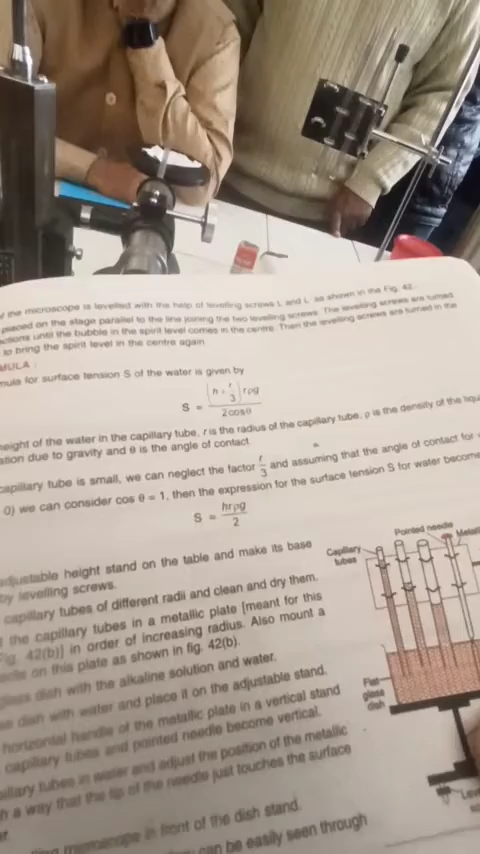 the microscope is levelled with the help of levelling screws L and L as shown in the Fig. 42.
placed on the stage parallel to the line joining the two levelling screws. The levelling screws are turned
until the bubble in the spirit level comes in the centre. Then the levelling screws are turned in the
to bring the spirit level in the centre again
for surface tension S of the water is given by
S = (h + r/3) rρg / 2cosθ
height of the water in the capillary tube, r is the radius of the capillary tube, ρ is the density of the
due to gravity and θ is the angle of contact.
capillary tube is small, we can neglect the factor r/3 and assuming that the angle of contact for
0) we can consider cos θ = 1, then the expression for the surface tension S for water
S = hrρg / 2
adjustable height stand on the table and make its base
by levelling screws.
capillary tubes of different radii and clean and dry them.
the capillary tubes in a metallic plate [meant for this
42(b)] in order of increasing radius. Also mount a
on this plate as shown in fig. 42(b).
glass dish with the alkaline solution and water.
dish with water and place it on the adjustable stand.
horizontal handle of the metallic plate in a vertical stand
capillary tubes and pointed needle become vertical.
tubes in water and adjust the position of the metallic
a way that the tip of the needle just touches the surface
microscope in front of the dish stand.
can be easily seen through
Pointed needle
Capillary
tubes
Flat
glass
dish